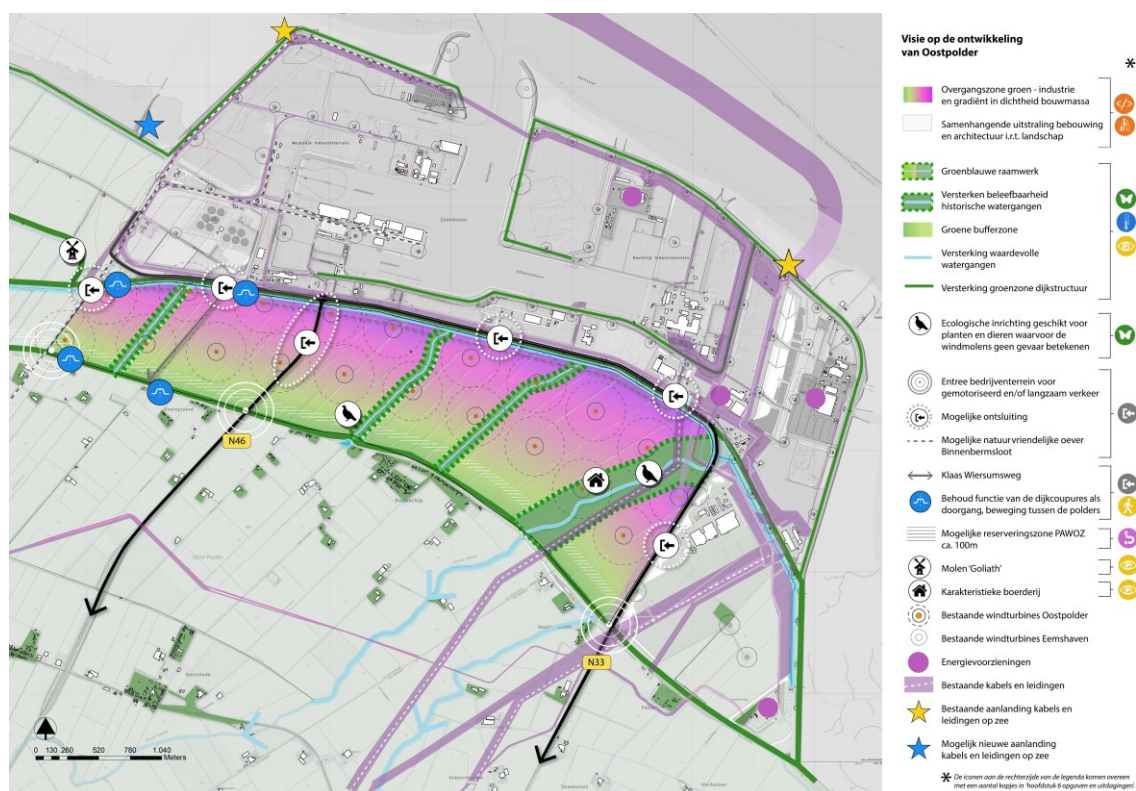 Visie op de ontwikkeling
van Oostpolder
*
Overgangszone groen - industrie
en gradiënt in dichtheid bouwmassa
Samenhangende uitstraling bebouwing
en architectuur i.r.t. landschap
</>
Groenblauwe raamwerk
Versterken beleefbaarheid
historische watergangen
Groene bufferzone
Versterking waardevolle
watergangen
Versterking groenzone dijkstructuur
Ecologische inrichting geschikt voor
planten en dieren waarvoor de
windmolens geen gevaar betekenen
Entree bedrijventerrein voor
gemotoriseerd en/of langzaam verkeer
Mogelijke ontsluiting
Mogelijke natuurvriendelijke oever
Binnenbermsloot
Klaas Wiersumsweg
Behoud functie van de dijkcoupures als
doorgang, beweging tussen de polders
Mogelijke reserveringszone PAWOZ
ca. 100m
Molen 'Goliath'
Karakteristieke boerderij
Bestaande windturbines Oostpolder
Bestaande windturbines Eemshaven
Energievoorzieningen
Bestaande kabels en leidingen
Bestaande aanlanding kabels en
leidingen op zee
Mogelijk nieuwe aanlanding
kabels en leidingen op zee
* De iconen aan de rechterzijde van de legenda komen overeen
met een aantal kopjes in 'hoofdstuk 6 opgaven en uitdagingen'.
N46
N33
Oosteinde
0 130 260 520 780 1.040
Meters